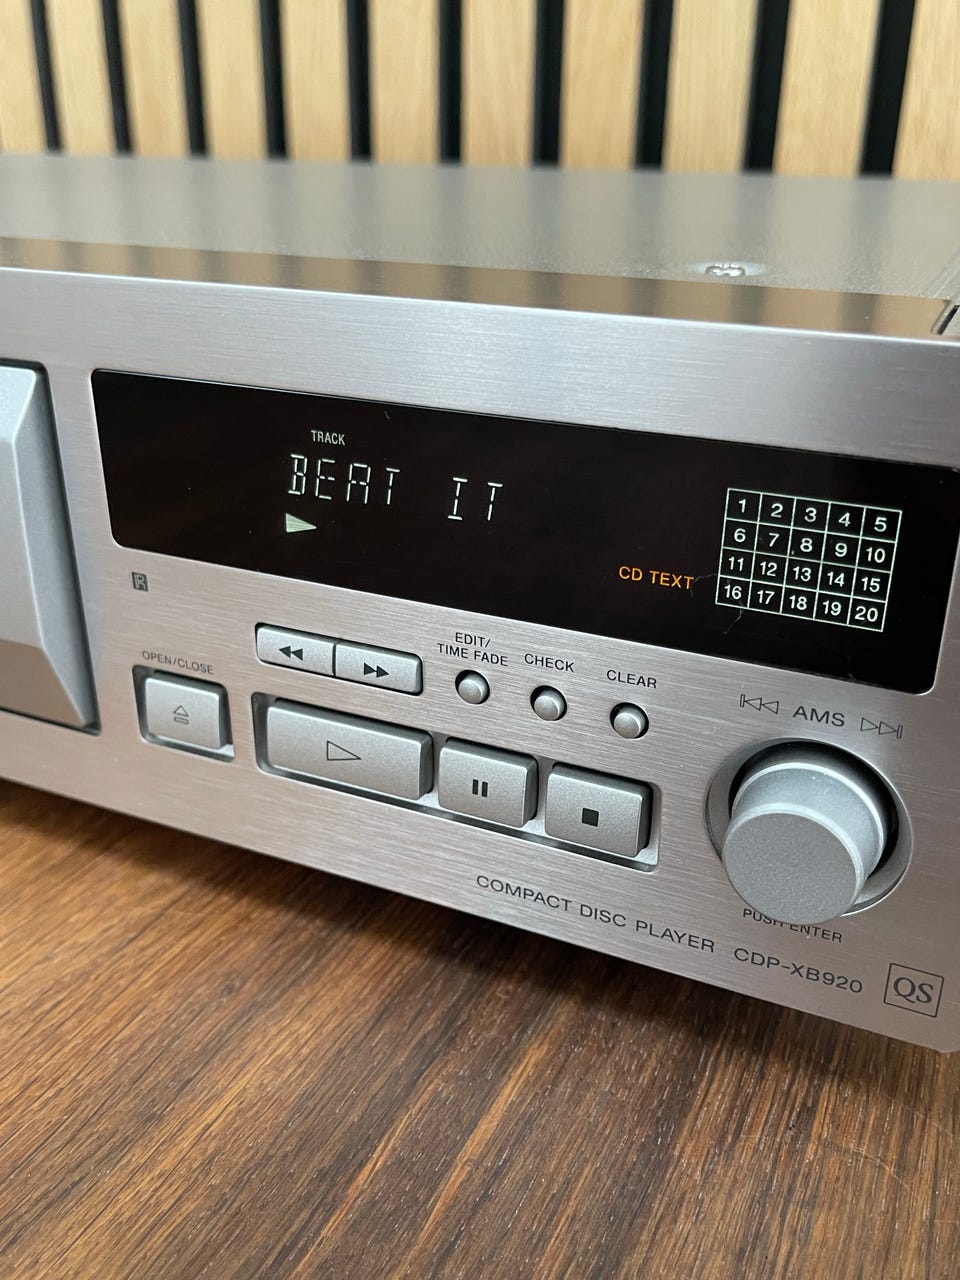 TRACK
BEAT IT
CD TEXT
1 2 3 4 5
6 7 8 9 10
11 12 13 14 15
16 17 18 19 20
R
OPEN/CLOSE
EDIT/
TIME FADE
CHECK
CLEAR
AMS
PUSH ENTER
COMPACT DISC PLAYER CDP-XB920
QS